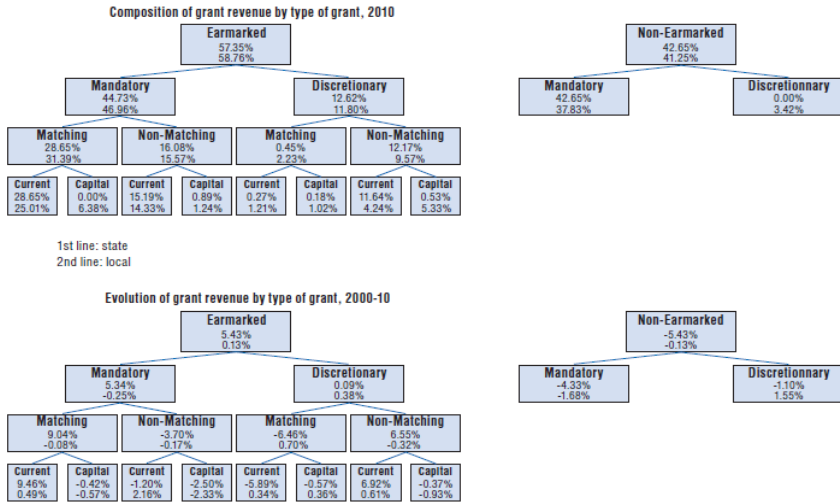 Composition of grant revenue by type of grant, 2010
Earmarked
57.35%
58.76%
Non-Earmarked
42.65%
41.25%
Mandatory
44.73%
46.96%
Discretionary
12.62%
11.80%
Mandatory
42.65%
37.83%
Discretionnary
0.00%
3.42%
Matching
28.65%
31.39%
Non-Matching
16.08%
15.57%
Matching
0.45%
2.23%
Non-Matching
12.17%
9.57%
Current
28.65%
25.01%
Capital
0.00%
6.38%
Current
15.19%
14.33%
Capital
0.89%
1.24%
Current
0.27%
1.21%
Capital
0.18%
1.02%
Current
11.64%
4.24%
Capital
0.53%
5.33%
1st line: state
2nd line: local
Evolution of grant revenue by type of grant, 2000-10
Earmarked
5.43%
0.13%
Non-Earmarked
-5.43%
-0.13%
Mandatory
5.34%
-0.25%
Discretionary
0.09%
0.38%
Mandatory
-4.33%
-1.68%
Discretionnary
-1.10%
1.55%
Matching
9.04%
-0.08%
Non-Matching
-3.70%
-0.17%
Matching
-6.46%
0.70%
Non-Matching
6.55%
-0.32%
Current
9.46%
0.49%
Capital
-0.42%
-0.57%
Current
-1.20%
2.16%
Capital
-2.50%
-2.33%
Current
-5.89%
0.34%
Capital
-0.57%
0.36%
Current
6.92%
0.61%
Capital
-0.37%
-0.93%